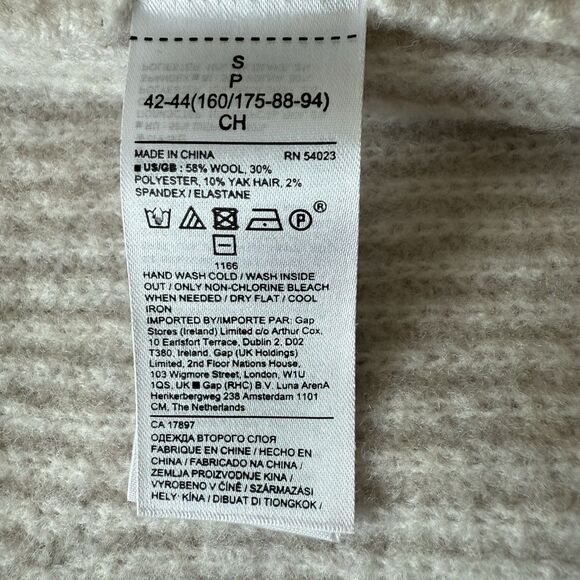 S
P
42-44(160/175-88-94)
CH
MADE IN CHINA RN 54023
■ US/GB : 58% WOOL, 30%
POLYESTER, 10% YAK HAIR, 2%
SPANDEX / ELASTANE
P ®
1166
HAND WASH COLD / WASH INSIDE
OUT / ONLY NON-CHLORINE BLEACH
WHEN NEEDED / DRY FLAT / COOL
IRON
IMPORTED BY/IMPORTE PAR: Gap
Stores (Ireland) Limited c/o Arthur Cox,
10 Earlsfort Terrace, Dublin 2, D02
T380, Ireland, Gap (UK Holdings)
Limited, 2nd Floor Nations House,
103 Wigmore Street, London, W1U
1QS, UK ■ Gap (RHC) B.V. Luna ArenA
Herikerbergweg 238 Amsterdam 1101
CM, The Netherlands
CA 17897
ОДЕЖДА ВТОРОГО СЛОЯ
FABRIQUE EN CHINE / HECHO EN
CHINA / FABRICADO NA CHINA /
ZEMLJA PROIZVODNJE KINA /
VYROBENO V ČÍNĚ / SZÁRMAZÁSI
HELY: KÍNA / DIBUAT DI TIONGKOK /